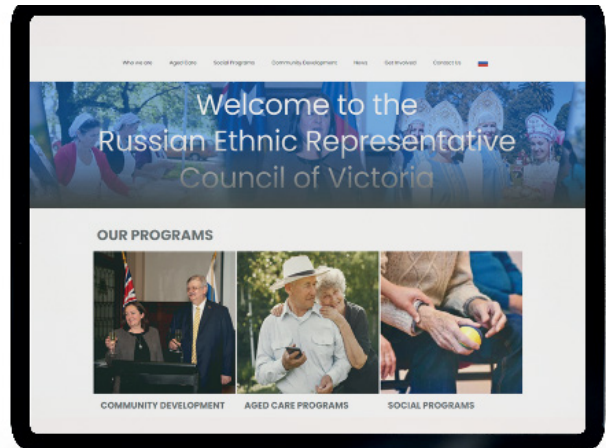 Who we are Aged Care Social Programs Community Development News Get Involved Contact Us
Welcome to the
Russian Ethnic Representative
Council of Victoria
OUR PROGRAMS
COMMUNITY DEVELOPMENT AGED CARE PROGRAMS SOCIAL PROGRAMS